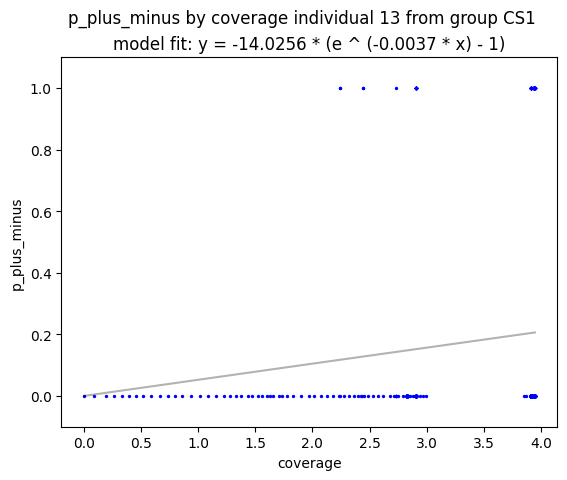 p_plus_minus by coverage individual 13 from group CS1
model fit: y = -14.0256 * (e ^ (-0.0037 * x) - 1)
1.0
0.8
0.6
0.4
0.2
0.0
p_plus_minus
0.0 0.5 1.0 1.5 2.0 2.5 3.0 3.5 4.0
coverage